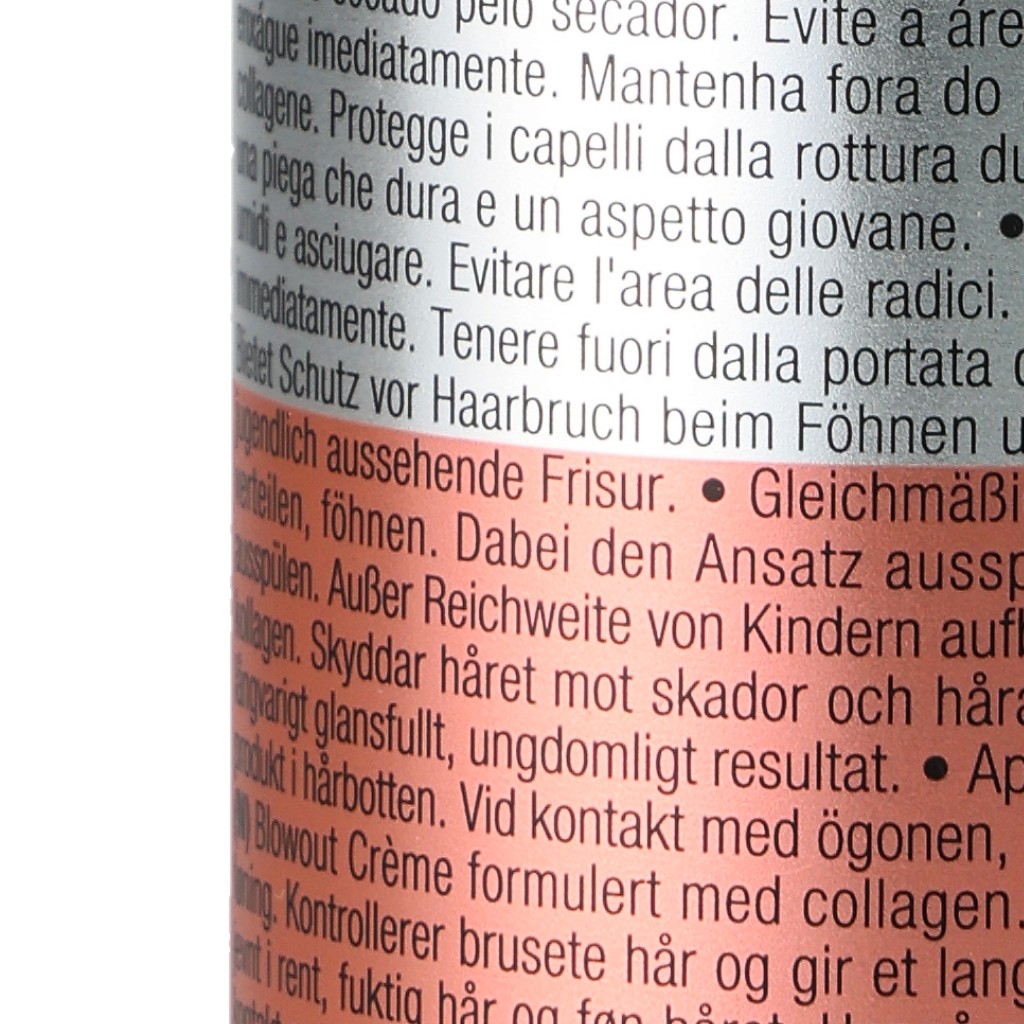 pelo secador. Evite a áre
enxágue imediatamente. Mantenha fora do
collagene. Protegge i capelli dalla rottura du
una piega che dura e un aspetto giovane. •
umidi e asciugare. Evitare l'area delle radici.
immediatamente. Tenere fuori dalla portata d
Bietet Schutz vor Haarbruch beim Föhnen u
jugendlich aussehende Frisur. • Gleichmäßi
verteilen, föhnen. Dabei den Ansatz aussp
ausspülen. Außer Reichweite von Kindern aufb
collagen. Skyddar håret mot skador och håra
långvarigt glansfullt, ungdomligt resultat. • Ap
produkt i hårbotten. Vid kontakt med ögonen,
Blowout Crème formulert med collagen.
Kontrollerer brusete hår og gir et lang
jevnt i rent, fuktig hår og føn håret.